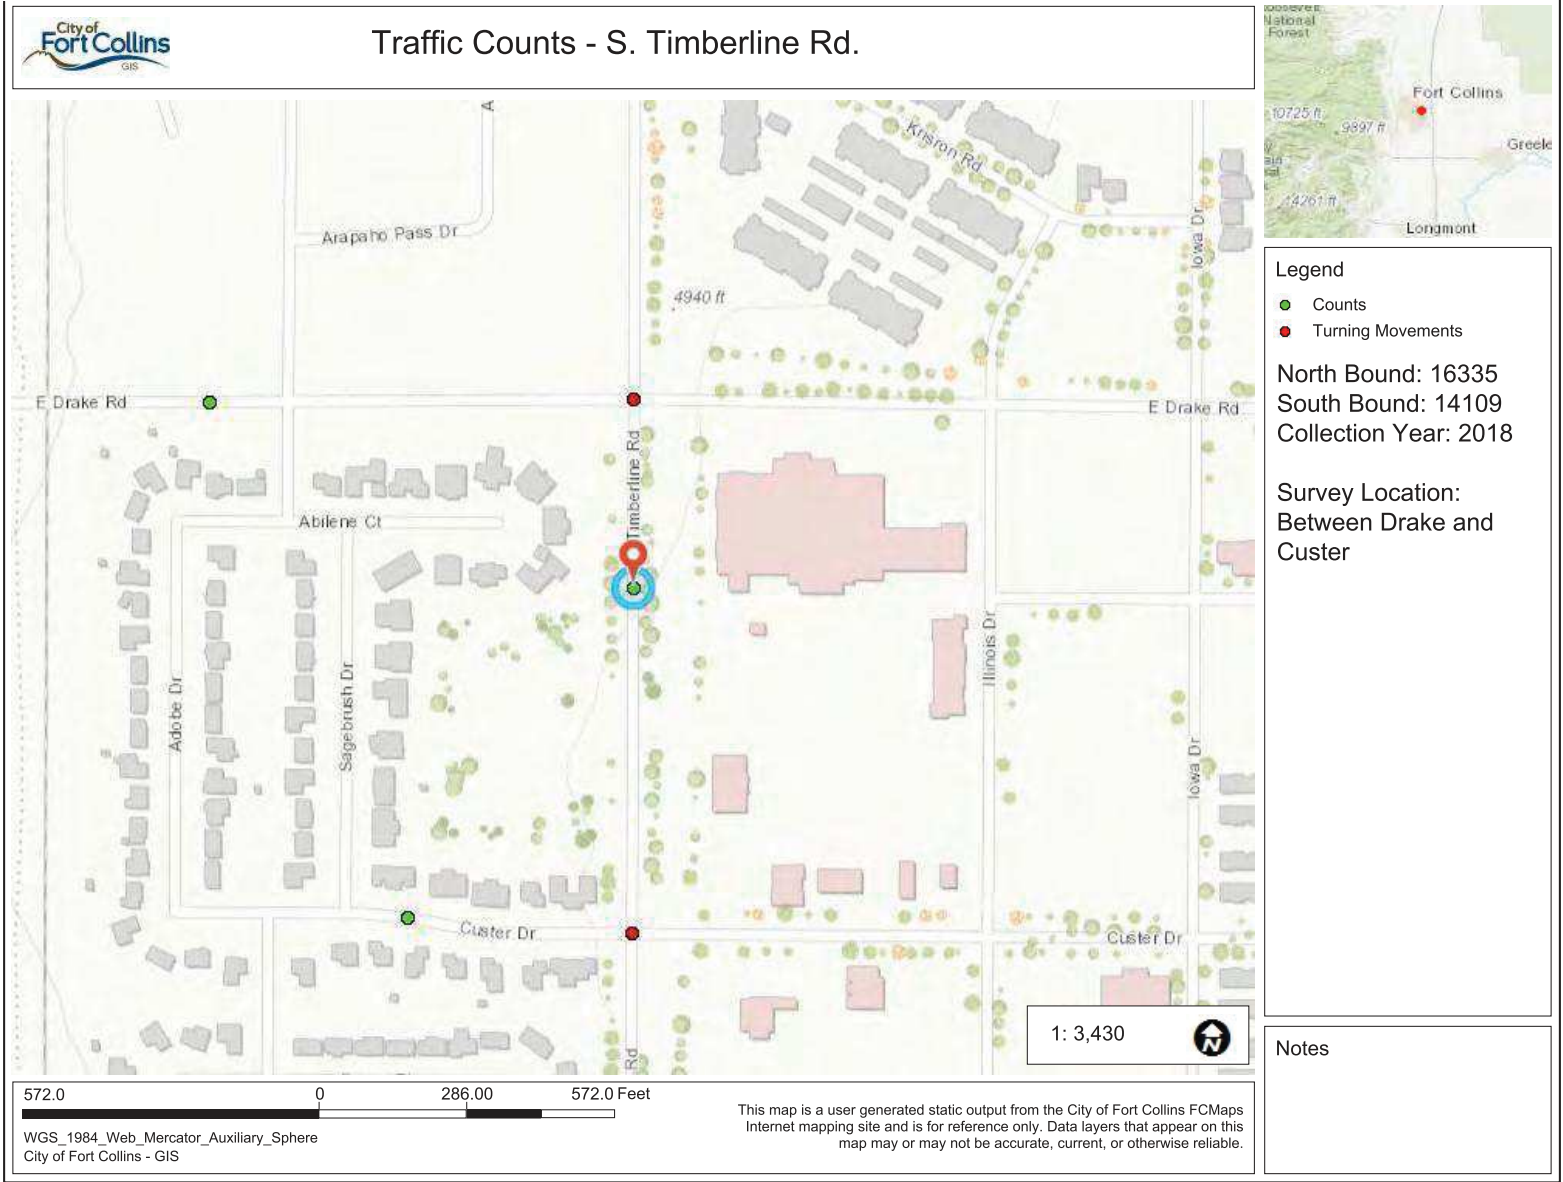 City of
Fort Collins
GIS
Traffic Counts - S. Timberline Rd.
National
Forest
Fort Collins
10725 ft
9897 ft
Greele
14261 ft
Longmont
A
Krisron Rd
Iowa Dr
Arapaho Pass Dr
4940 ft
E Drake Rd
E Drake Rd
Timberline Rd
Abilene Ct
Illinois Dr
Adobe Dr
Sagebrush Dr
Iowa Dr
Custer Dr
Custer Dr
Rd
Legend
Counts
Turning Movements
North Bound: 16335
South Bound: 14109
Collection Year: 2018
Survey Location:
Between Drake and
Custer
1: 3,430
N
Notes
572.0 0 286.00 572.0 Feet
WGS_1984_Web_Mercator_Auxiliary_Sphere
City of Fort Collins - GIS
This map is a user generated static output from the City of Fort Collins FCMaps
Internet mapping site and is for reference only. Data layers that appear on this
map may or may not be accurate, current, or otherwise reliable.